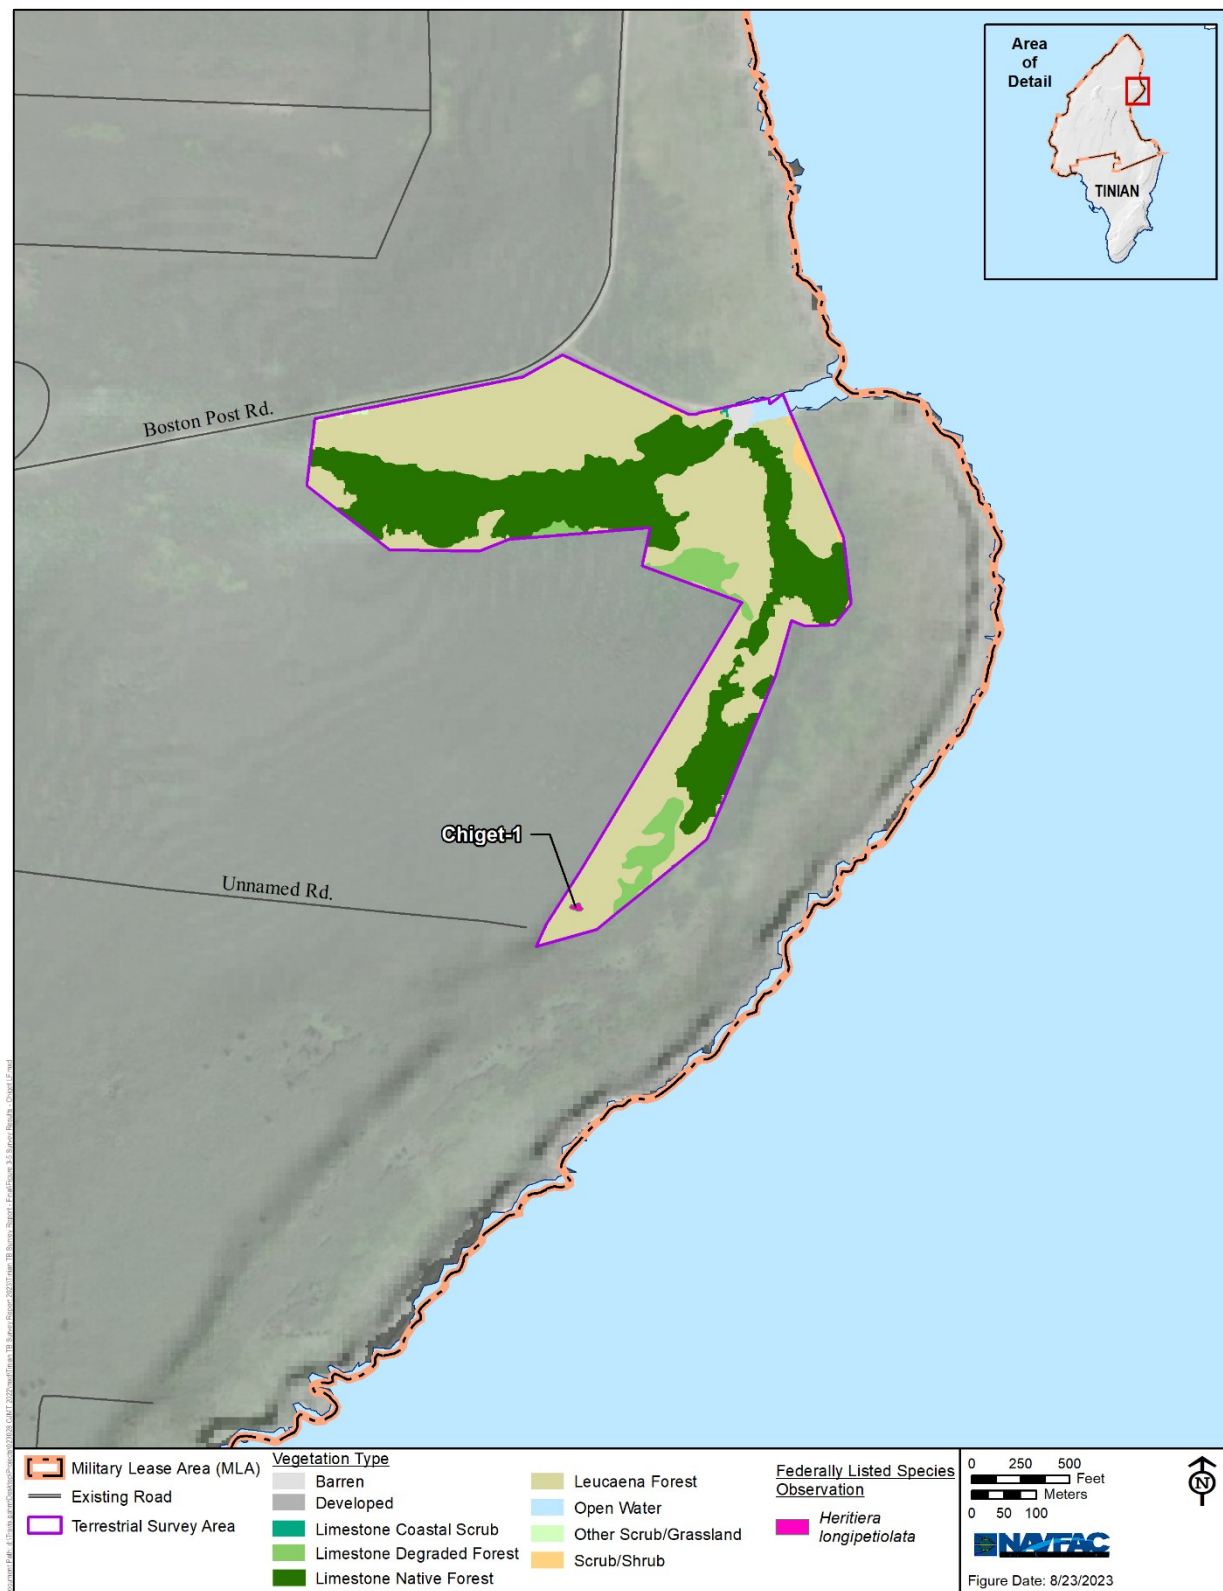 Area
of
Detail
TINIAN
Boston Post Rd.
Chiget-1
Unnamed Rd.
Military Lease Area (MLA)
Existing Road
Terrestrial Survey Area
Vegetation Type
Barren
Developed
Limestone Coastal Scrub
Limestone Degraded Forest
Limestone Native Forest
Leucaena Forest
Open Water
Other Scrub/Grassland
Scrub/Shrub
Federally Listed Species
Observation
Heritiera
longipetiolata
0 250 500
Feet
Meters
0 50 100
N
NAVFAC
Figure Date: 8/23/2023